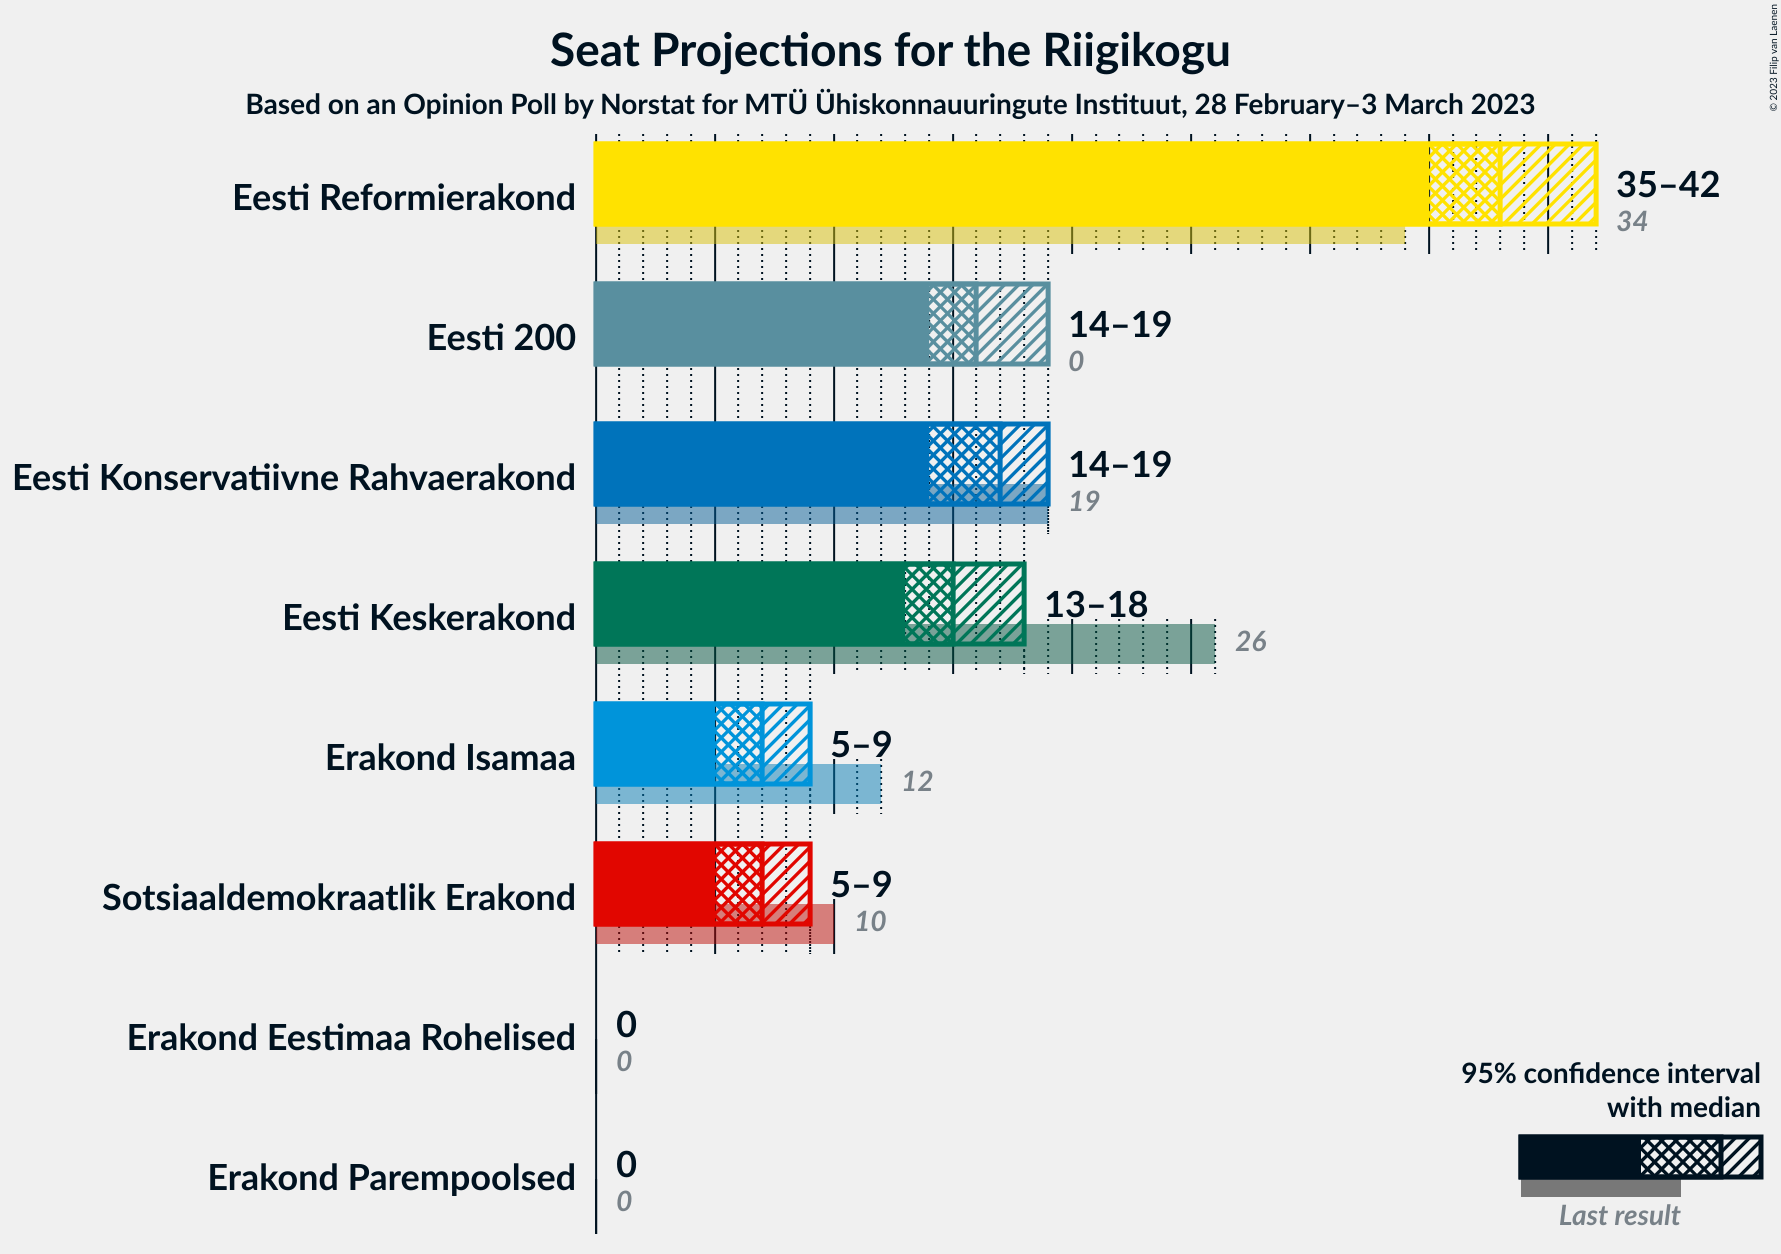 Seat Projections for the Riigikogu
Based on an Opinion Poll by Norstat for MTÜ Ühiskonnauuringute Instituut, 28 February–3 March 2023
© 2023 Filip van Laenen
Eesti Reformierakond
35–42
34
Eesti 200
14–19
0
Eesti Konservatiivne Rahvaerakond
14–19
19
Eesti Keskerakond
13–18
26
Erakond Isamaa
5–9
12
Sotsiaaldemokraatlik Erakond
5–9
10
Erakond Eestimaa Rohelised
0
0
Erakond Parempoolsed
0
0
95% confidence interval
with median
Last result